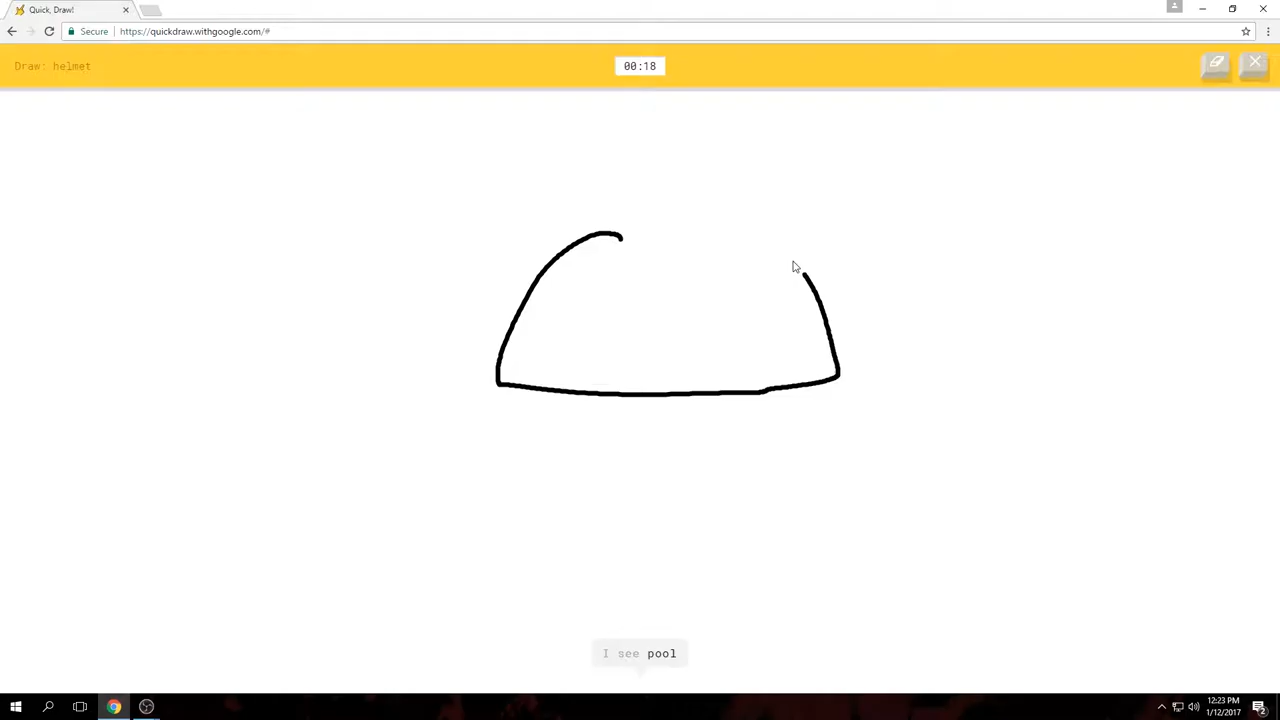 Quick, Draw!
Secure
https://quickdraw.withgoogle.com/#
Draw: helmet
00:18
I see pool
12:23 PM
1/12/2017
2